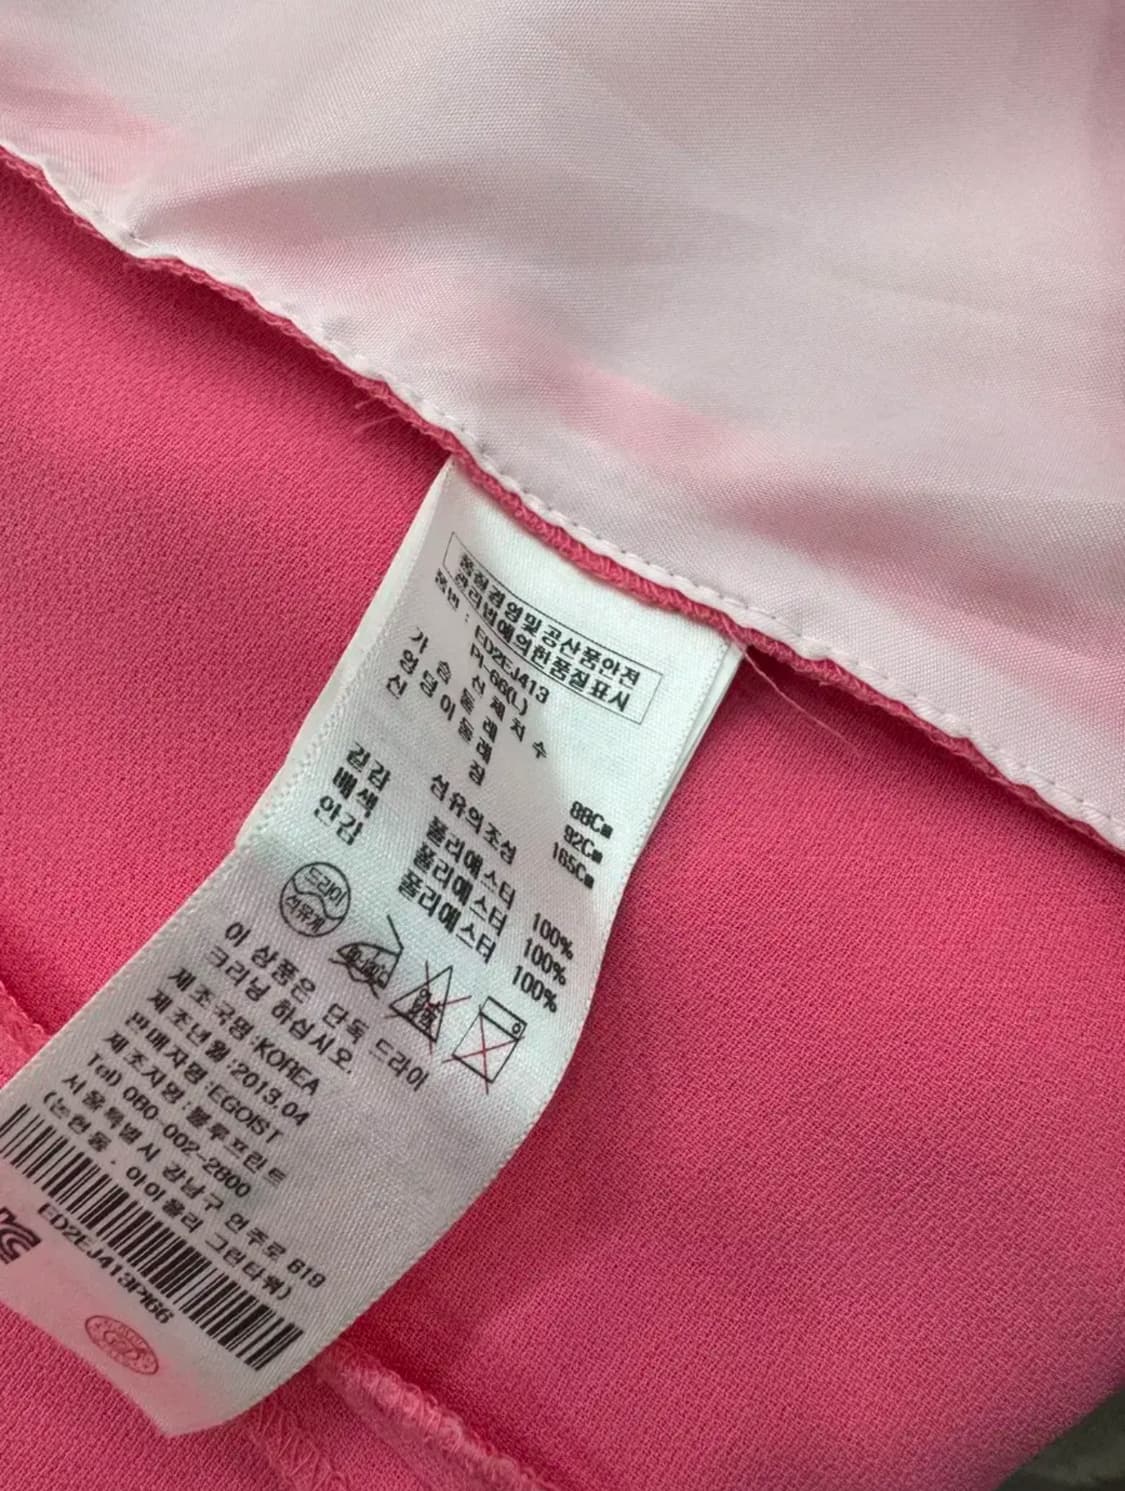 품질경영및공산품안전
관리법에의한품질표시
품번 : ED2EJ413
PI-66(L)
신체치수
가슴둘레 88Cm
엉덩이둘레 92Cm
신장 165Cm
섬유의조성
겉감 폴리에스터 100%
배색 폴리에스터 100%
안감 폴리에스터 100%
드라이
석유계
이 상품은 단독 드라이
크리닝 하십시오.
제조국명:KOREA
제조년월:2013.04
판매자명:EGOIST
제조자명:블루프린트
Tel) 080-002-2800
서울특별시 강남구 언주로 619
(논현동, 아이올리 그린타워)
ED2EJ413PI66